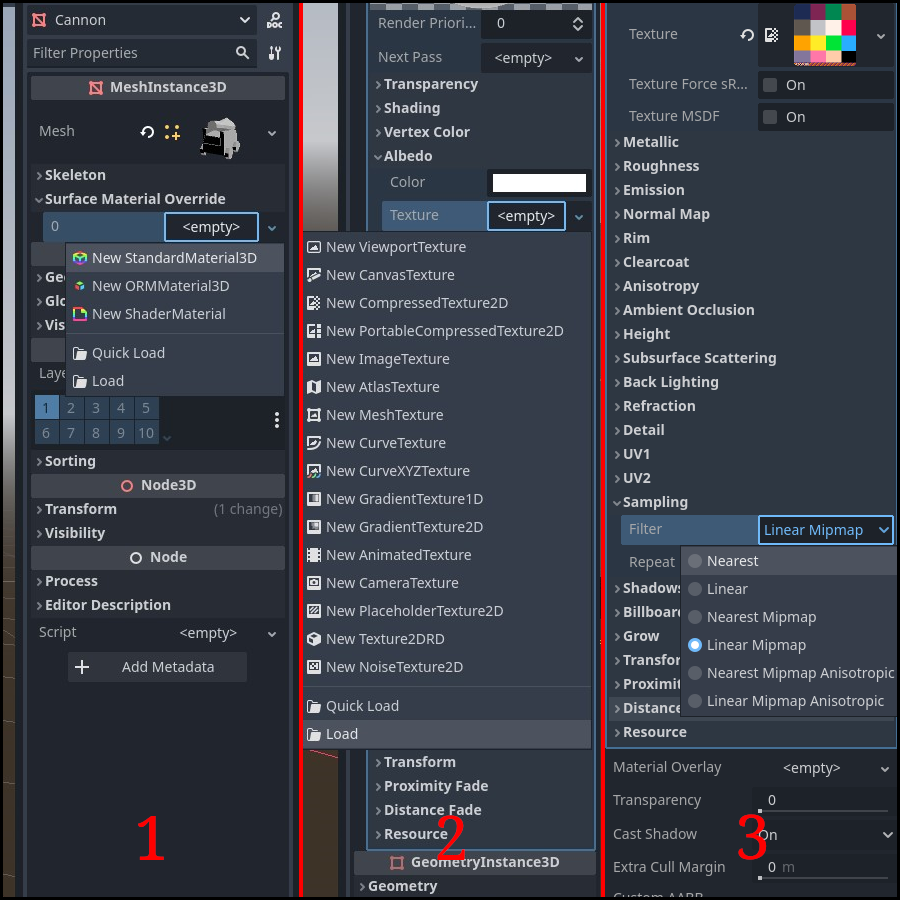 Cannon
DOC
Filter Properties
MeshInstance3D
Mesh
Skeleton
Surface Material Override
0 <empty>
New StandardMaterial3D
New ORMMaterial3D
Ge
New ShaderMaterial
Glo
Vis
Quick Load
Laye
Load
1 2 3 4 5
6 7 8 9 10
Sorting
Node3D
Transform (1 change)
Visibility
Node
Process
Editor Description
Script <empty>
Add Metadata
1
Render Priori... 0
Next Pass <empty>
Transparency
Shading
Vertex Color
Albedo
Color
Texture <empty>
New ViewportTexture
New CanvasTexture
New CompressedTexture2D
New PortableCompressedTexture2D
New ImageTexture
New AtlasTexture
New MeshTexture
New CurveTexture
New CurveXYZTexture
New GradientTexture1D
New GradientTexture2D
New AnimatedTexture
New CameraTexture
New PlaceholderTexture2D
New Texture2DRD
New NoiseTexture2D
Quick Load
Load
Transform
Proximity Fade
Distance Fade
Resource
2
GeometryInstance3D
Geometry
Texture
Texture Force sR... On
Texture MSDF On
Metallic
Roughness
Emission
Normal Map
Rim
Clearcoat
Anisotropy
Ambient Occlusion
Height
Subsurface Scattering
Back Lighting
Refraction
Detail
UV1
UV2
Sampling
Filter Linear Mipmap
Repeat
Nearest
Linear
Nearest Mipmap
Linear Mipmap
Nearest Mipmap Anisotropic
Linear Mipmap Anisotropic
Shadows
Billboard
Grow
Transfor
Proximit
Distance
Resource
Material Overlay <empty>
Transparency 0
Cast Shadow On
3
Extra Cull Margin 0 m
Custom AABB